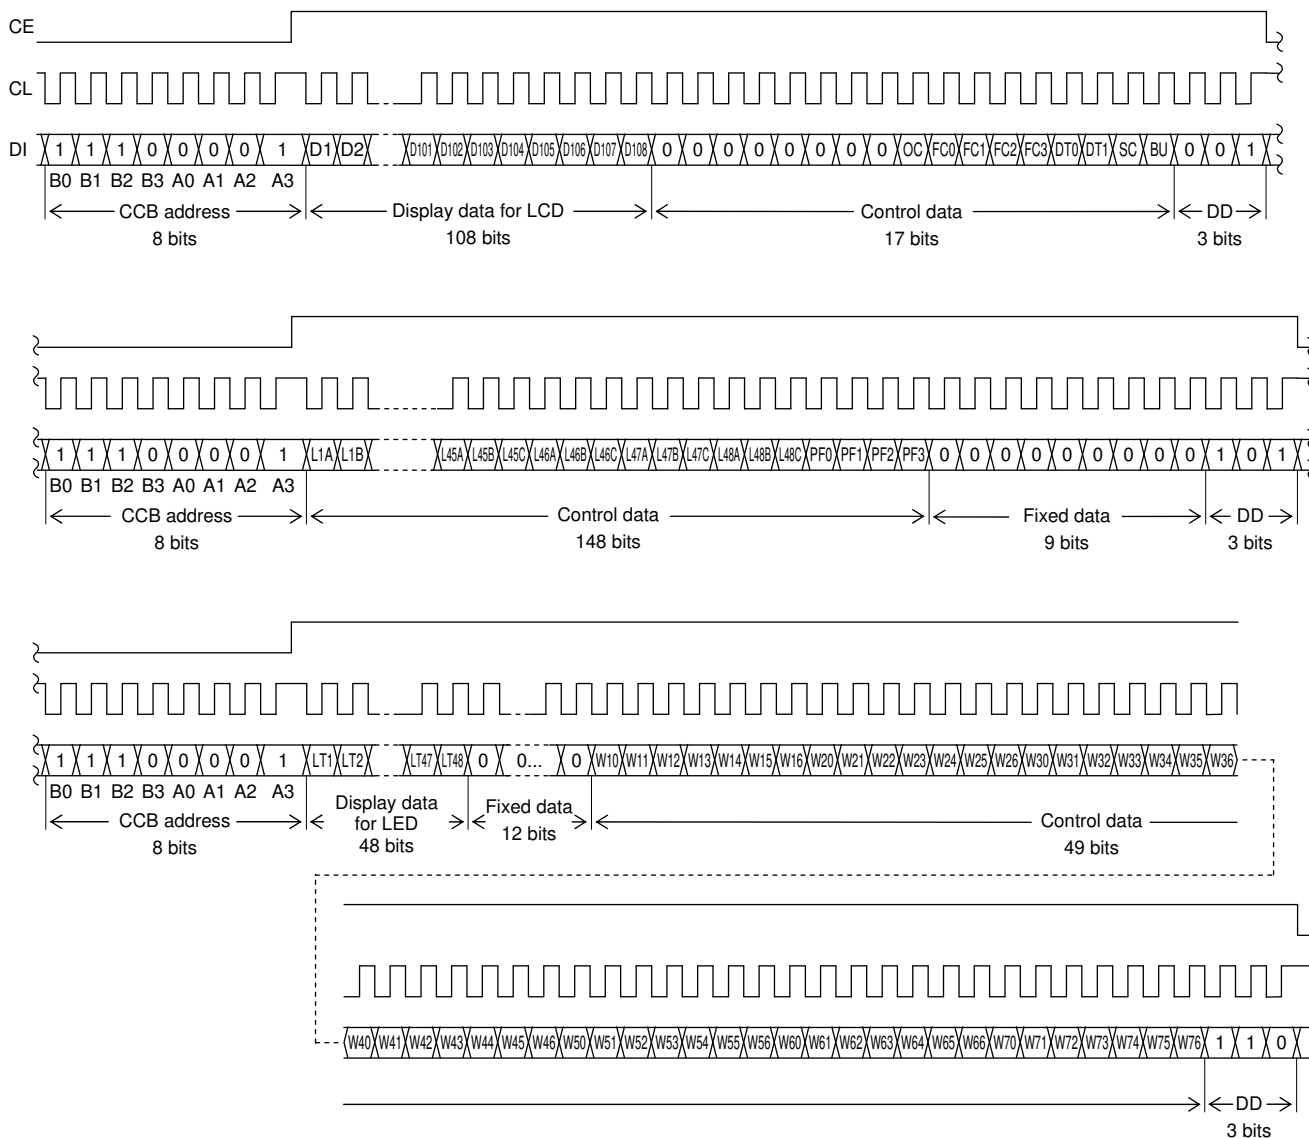 CE
CL
DI 1 1 1 0 0 0 0 1 D1 D2 D101 D102 D103 D104 D105 D106 D107 D108 0 0 0 0 0 0 0 0 OC FC0 FC1 FC2 FC3 DT0 DT1 SC BU 0 0 1
B0 B1 B2 B3 A0 A1 A2 A3
CCB address Display data for LCD Control data DD
8 bits 108 bits 17 bits 3 bits
1 1 1 0 0 0 0 1 L1A L1B L45A L45B L45C L46A L46B L46C L47A L47B L47C L48A L48B L48C PF0 PF1 PF2 PF3 0 0 0 0 0 0 0 0 0 1 0 1
B0 B1 B2 B3 A0 A1 A2 A3
CCB address Control data Fixed data DD
8 bits 148 bits 9 bits 3 bits
1 1 1 0 0 0 0 1 LT1 LT2 LT47 LT48 0 0... 0 W10 W11 W12 W13 W14 W15 W16 W20 W21 W22 W23 W24 W25 W26 W30 W31 W32 W33 W34 W35 W36
B0 B1 B2 B3 A0 A1 A2 A3
CCB address Display data Fixed data Control data
for LED
8 bits 48 bits 12 bits 49 bits
W40 W41 W42 W43 W44 W45 W46 W50 W51 W52 W53 W54 W55 W56 W60 W61 W62 W63 W64 W65 W66 W70 W71 W72 W73 W74 W75 W76 1 1 0
DD
3 bits